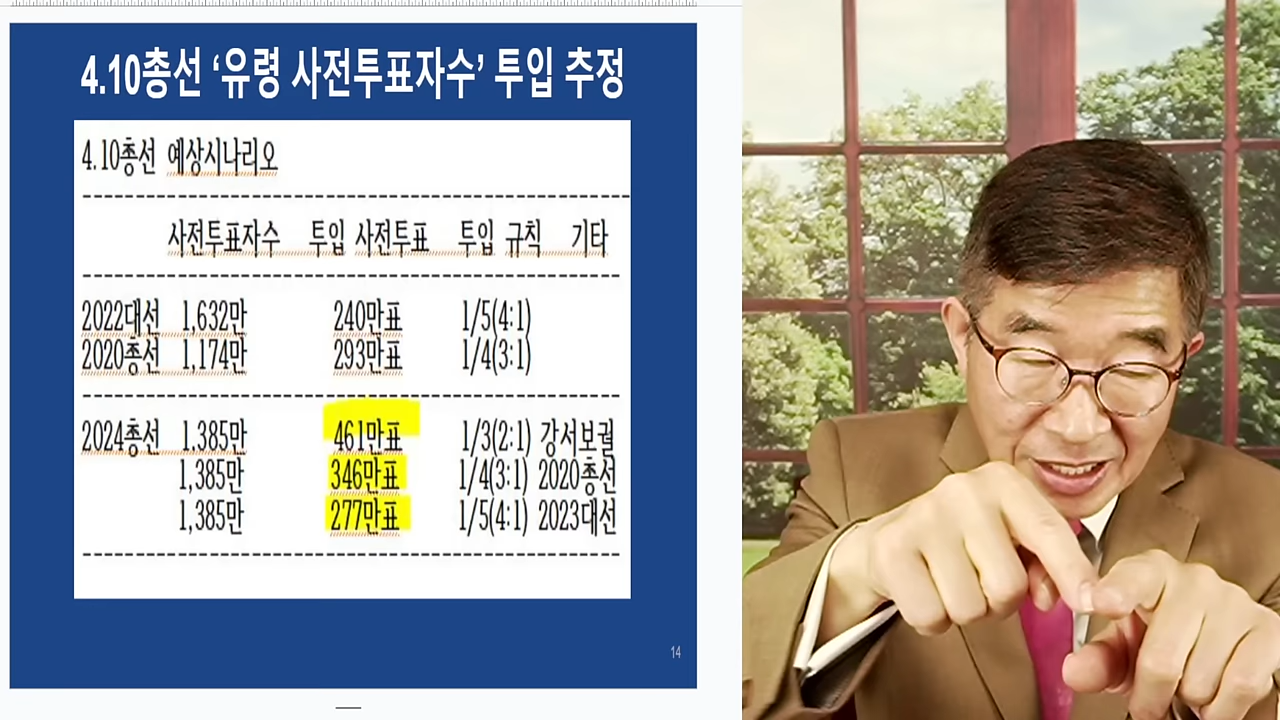 4.10총선 ‘유령 사전투표자수’ 투입 추정
4.10총선 예상시나리오
사전투표자수 투입 사전투표 투입 규칙 기타
2022대선 1,632만 240만표 1/5(4:1)
2020총선 1,174만 293만표 1/4(3:1)
2024총선 1,385만 461만표 1/3(2:1) 강서보궐
1,385만 346만표 1/4(3:1) 2020총선
1,385만 277만표 1/5(4:1) 2023대선
14